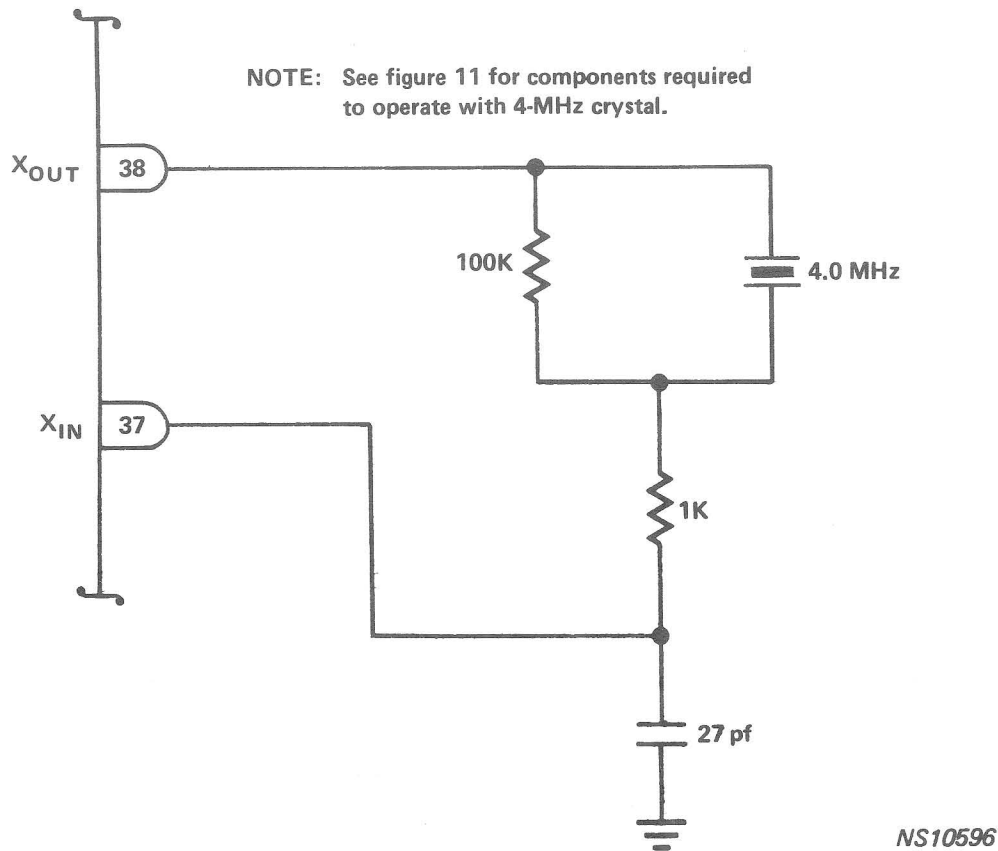 NOTE: See figure 11 for components required
to operate with 4-MHz crystal.
XOUT
38
100K
4.0 MHz
XIN
37
1K
27 pf
NS10596